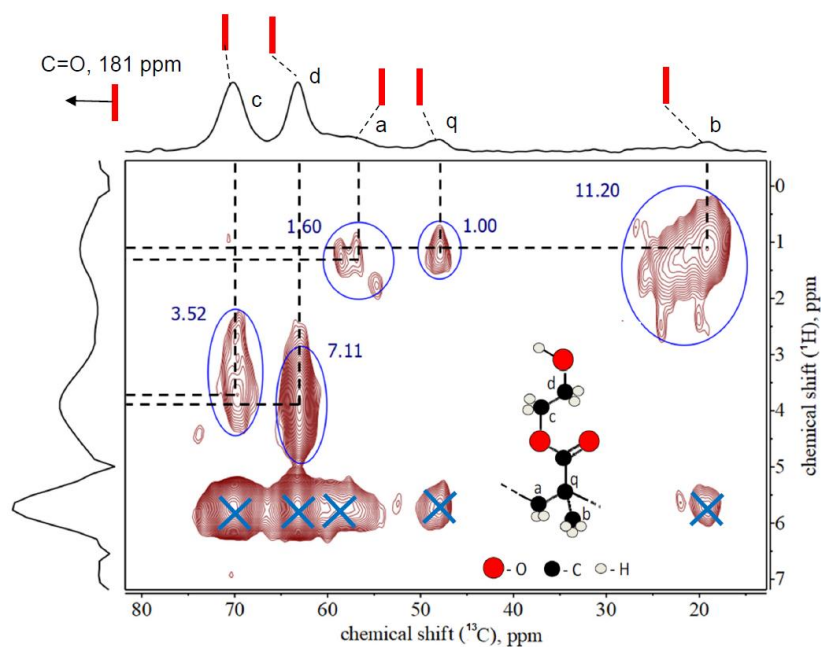 C=O, 181 ppm
c
d
a
q
b
11.20
1.60
1.00
3.52
7.11
d
c
a
q
b
- O
- C
- H
0
1
2
3
4
5
6
7
chemical shift (¹H), ppm
80
70
60
50
40
30
20
chemical shift (¹³C), ppm